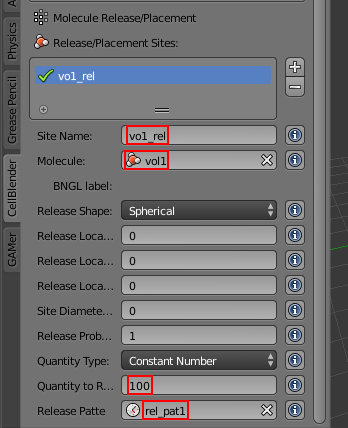 Molecule Release/Placement
Release/Placement Sites:
vo1_rel
Site Name: vo1_rel
Molecule: vol1
BNGL label:
Release Shape: Spherical
Release Loca... 0
Release Loca... 0
Release Loca... 0
Site Diamete... 0
Release Prob... 1
Quantity Type: Constant Number
Quantity to R... 100
Release Patte rel_pat1
Physics
Grease Pencil
CellBlender
GAMer